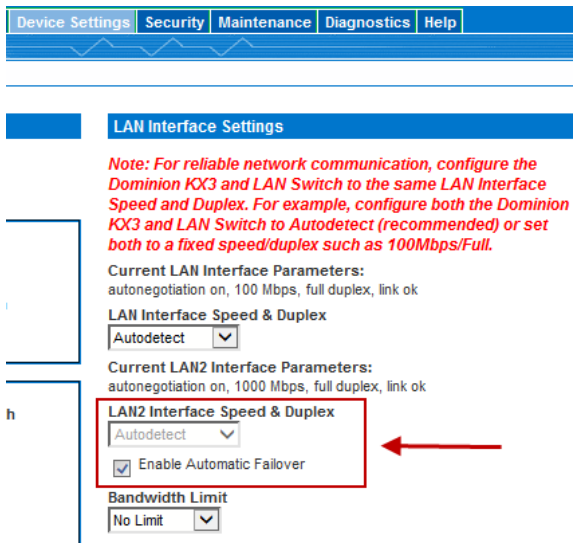 Device Settings Security Maintenance Diagnostics Help
LAN Interface Settings
Note: For reliable network communication, configure the
Dominion KX3 and LAN Switch to the same LAN Interface
Speed and Duplex. For example, configure both the Dominion
KX3 and LAN Switch to Autodetect (recommended) or set
both to a fixed speed/duplex such as 100Mbps/Full.
Current LAN Interface Parameters:
autonegotiation on, 100 Mbps, full duplex, link ok
LAN Interface Speed & Duplex
Autodetect
Current LAN2 Interface Parameters:
autonegotiation on, 1000 Mbps, full duplex, link ok
h
LAN2 Interface Speed & Duplex
Autodetect
Enable Automatic Failover
Bandwidth Limit
No Limit